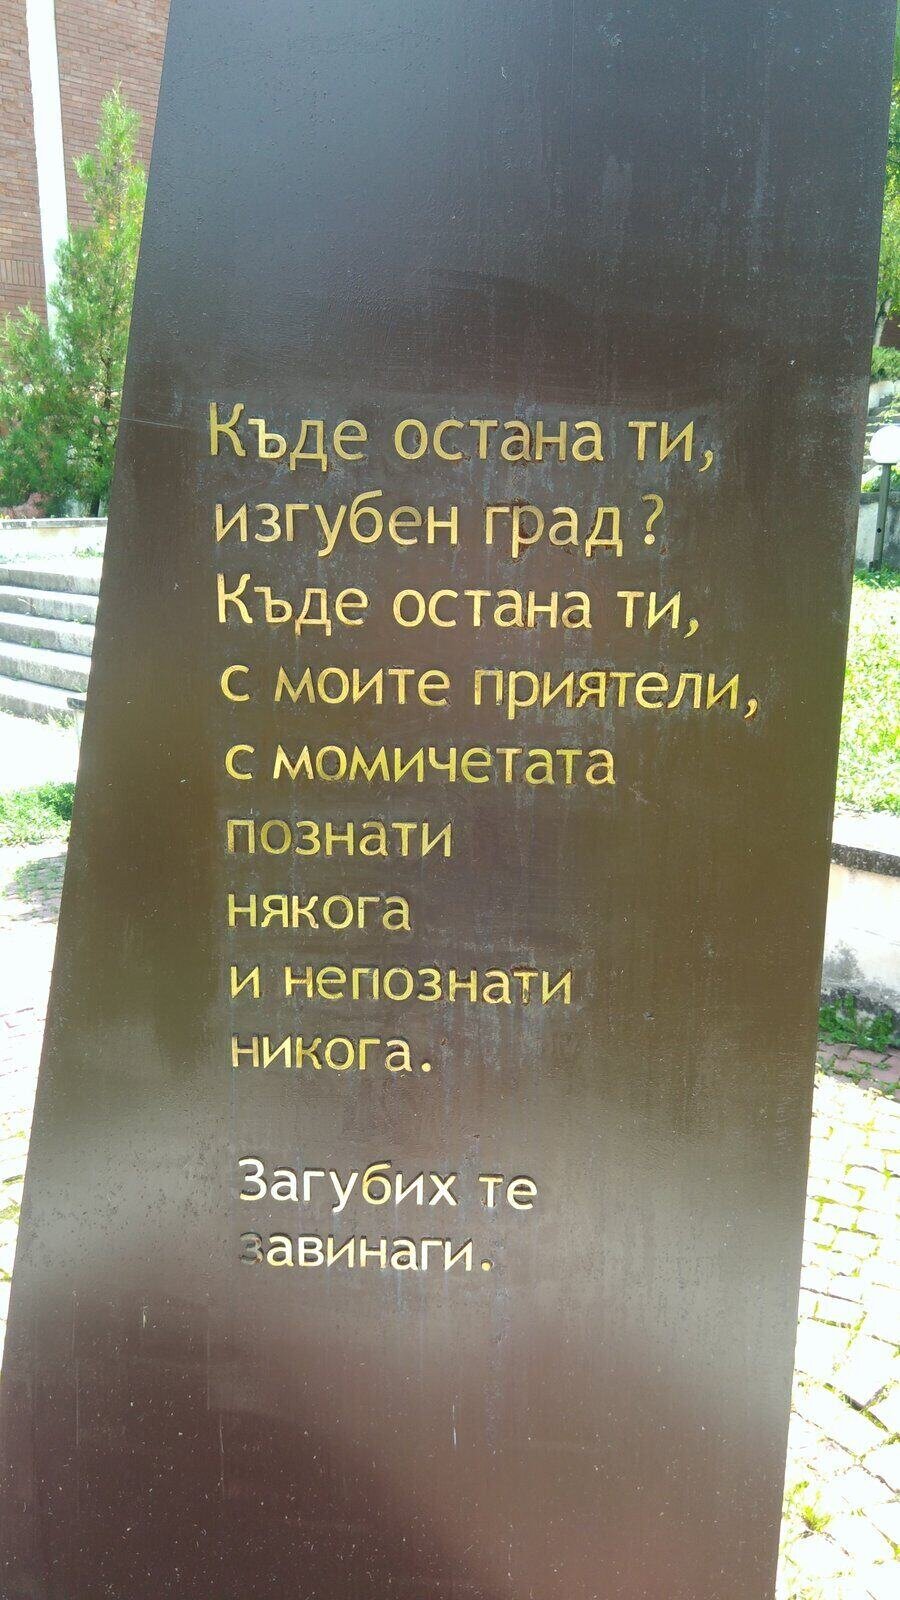 Къде остана ти,
изгубен град?
Къде остана ти,
с моите приятели,
с момичетата
познати
някога
и непознати
никога.
Загубих те
завинаги.